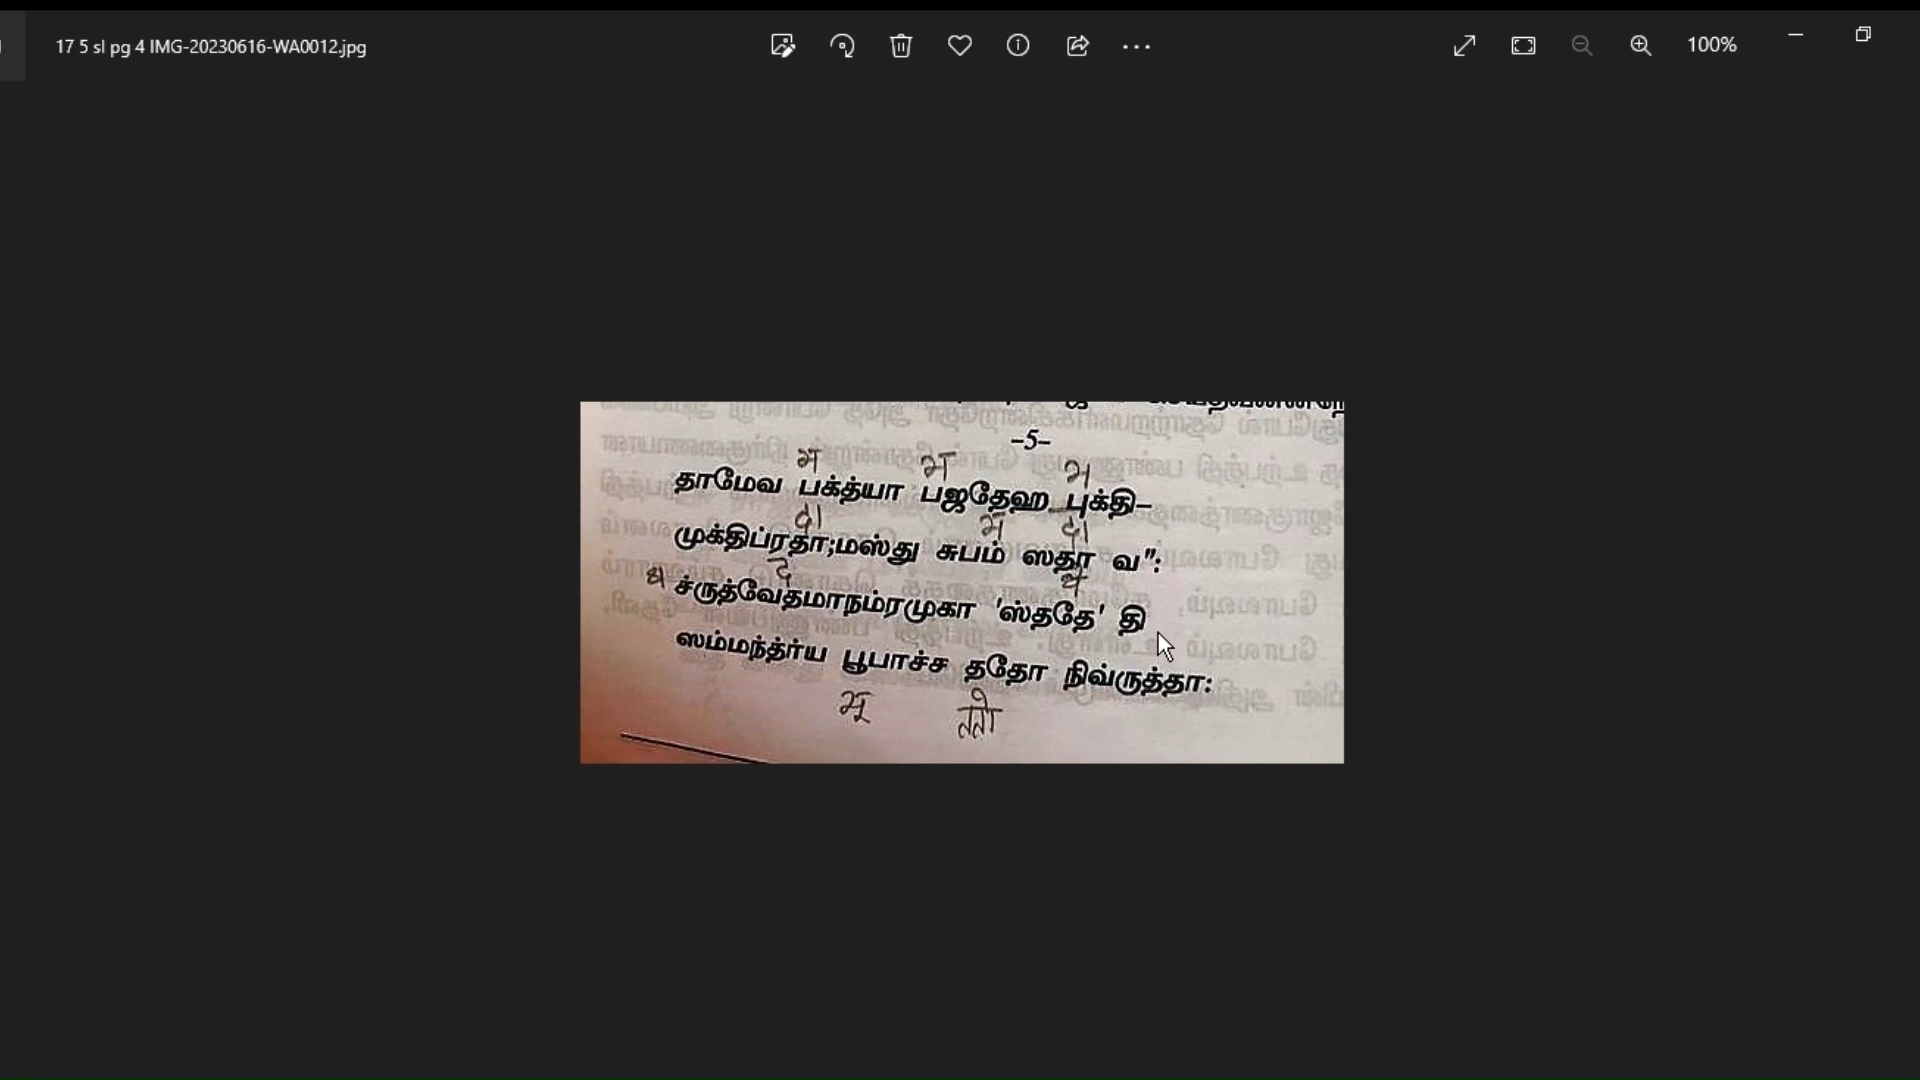 17 5 sl pg 4 IMG-20230616-WA0012.jpg
100%
–5–
भ भ भ
தாமேவ பக்த்யா பஜதேஹ புக்தி–
दा भ दा
முக்திப்ரதா;மஸ்து சுபம் ஸதா வ":
द
ச்ருத்வேதமாநம்ரமுகா 'ஸ்ததே' தி
ஸம்மந்த்ர்ய பூபாச்ச ததோ நிவ்ருத்தா:
भू ततो